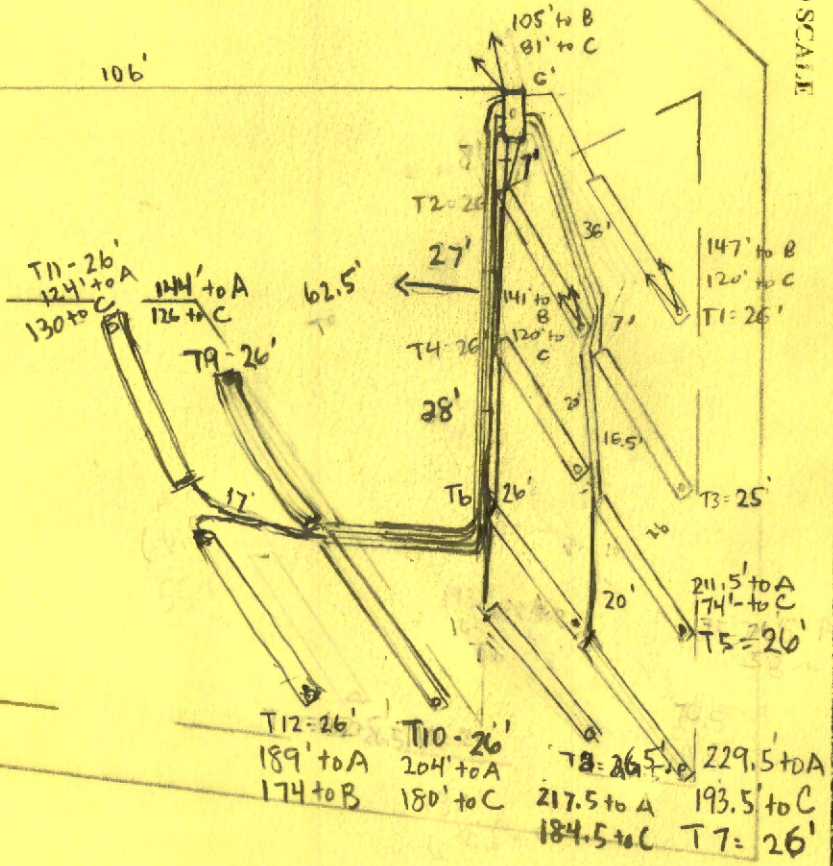 105' to B
81' to C
SCALE
106'
G'
8'
7'
T2=26
36'
27'
147' to B
120' to C
T1=26'
T11-26'
124' to A
130 to C
144' to A
126 to C
62.5'
141' to
B
120' to
C
7'
T9-26'
T4=26
28'
20'
16.5'
17'
T6
26'
T3=25'
26
20'
211.5' to A
174' to C
T5=26'
T12=26'
189' to A
174 to B
T10-26'
204' to A
180' to C
T8=26.5'
217.5 to A
184.5 to C
229.5' to A
193.5' to C
T7=26'